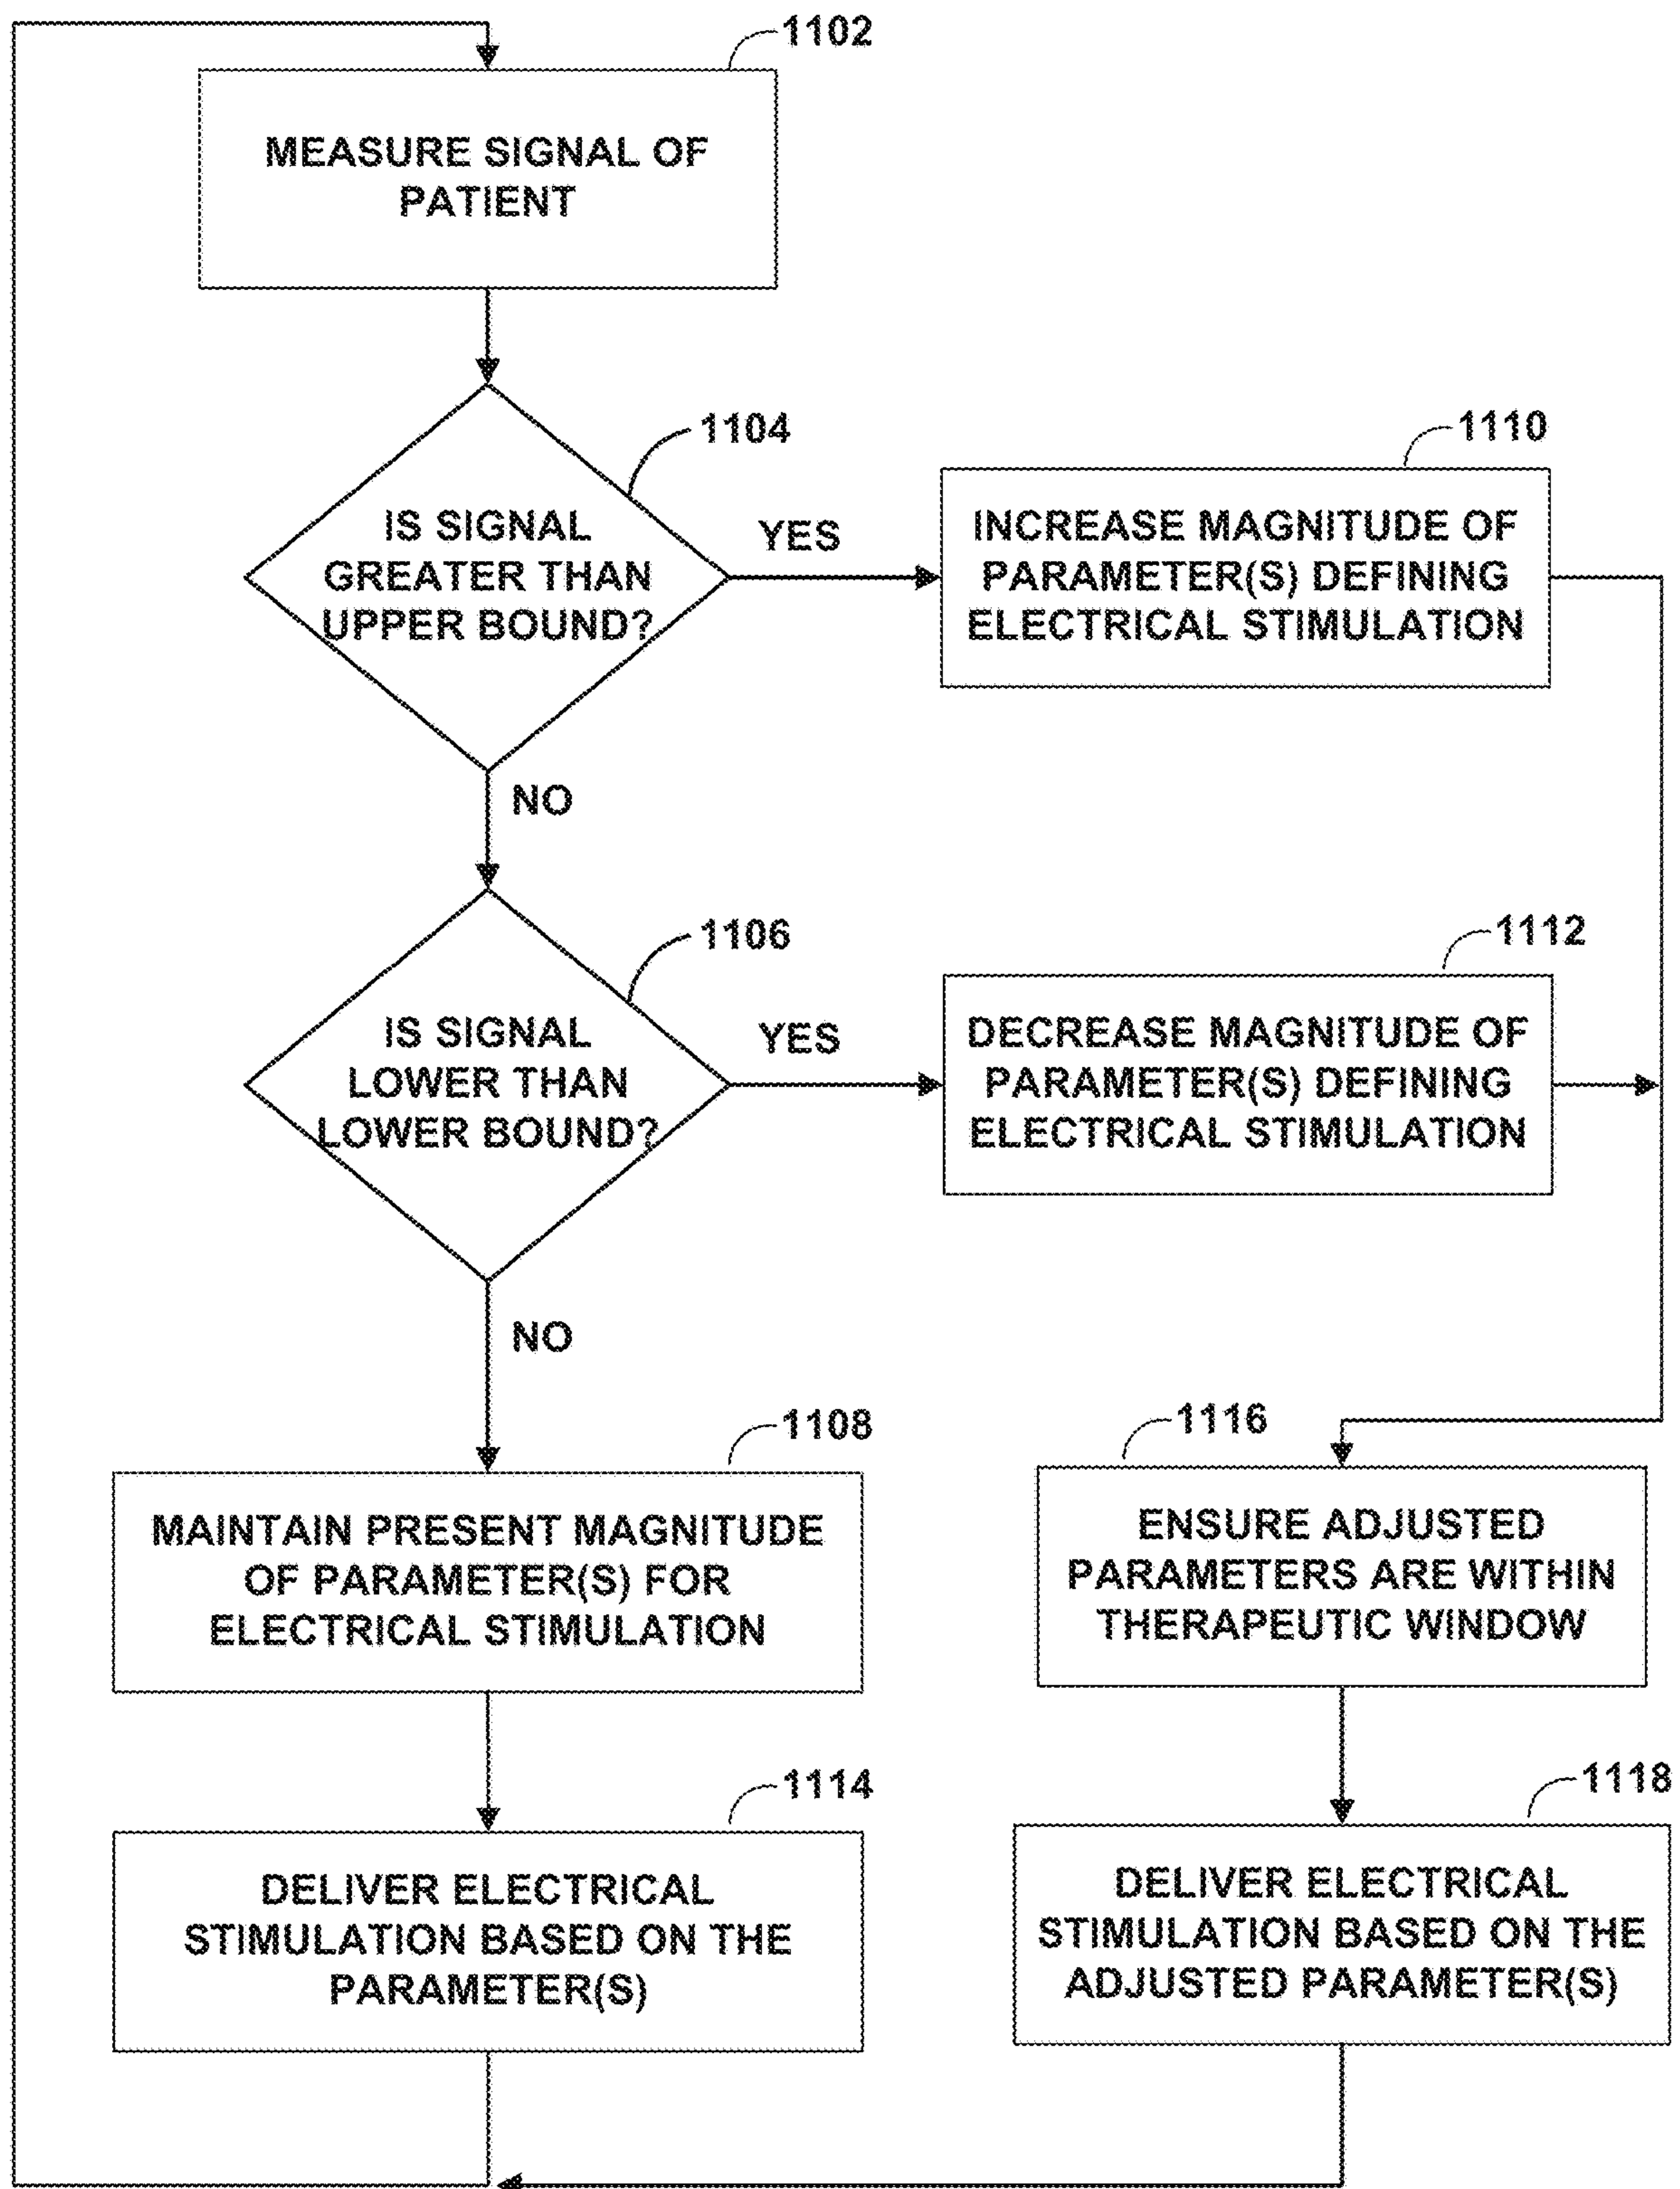 1102
MEASURE SIGNAL OF
PATIENT
1104
IS SIGNAL
GREATER THAN
UPPER BOUND?
YES
1110
INCREASE MAGNITUDE OF
PARAMETER(S) DEFINING
ELECTRICAL STIMULATION
NO
1106
IS SIGNAL
LOWER THAN
LOWER BOUND?
YES
1112
DECREASE MAGNITUDE OF
PARAMETER(S) DEFINING
ELECTRICAL STIMULATION
NO
1108
MAINTAIN PRESENT MAGNITUDE
OF PARAMETER(S) FOR
ELECTRICAL STIMULATION
1116
ENSURE ADJUSTED
PARAMETERS ARE WITHIN
THERAPEUTIC WINDOW
1114
DELIVER ELECTRICAL
STIMULATION BASED ON THE
PARAMETER(S)
1118
DELIVER ELECTRICAL
STIMULATION BASED ON THE
ADJUSTED PARAMETER(S)